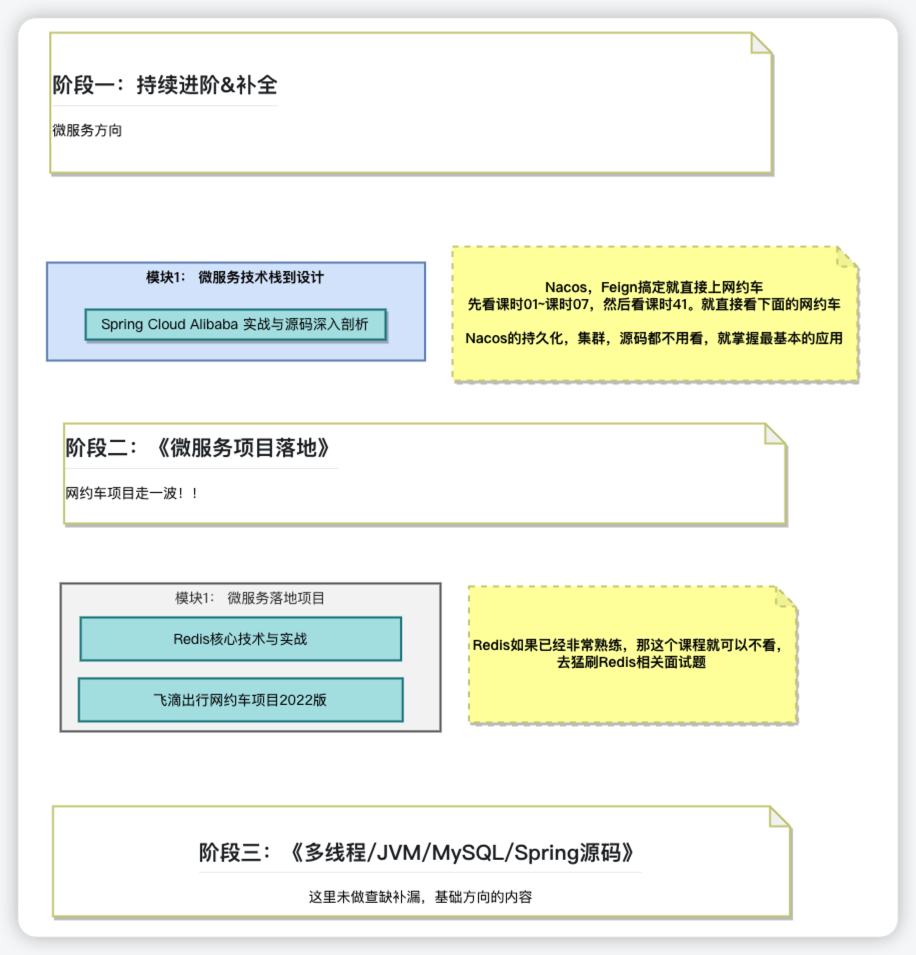 阶段一：持续进阶&补全
微服务方向
模块1： 微服务技术栈到设计
Spring Cloud Alibaba 实战与源码深入剖析
Nacos，Feign搞定就直接上网约车
先看课时01~课时07，然后看课时41。就直接看下面的网约车
Nacos的持久化，集群，源码都不用看，就掌握最基本的应用
阶段二：《微服务项目落地》
网约车项目走一波！！
模块1： 微服务落地项目
Redis核心技术与实战
飞滴出行网约车项目2022版
Redis如果已经非常熟练，那这个课程就可以不看，
去猛刷Redis相关面试题
阶段三：《多线程/JVM/MySQL/Spring源码》
这里未做查缺补漏，基础方向的内容